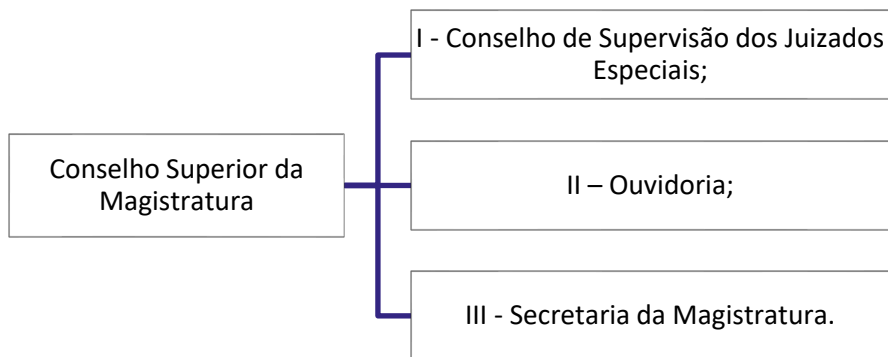 I - Conselho de Supervisão dos Juizados
Especiais;
Conselho Superior da
Magistratura
II – Ouvidoria;
III - Secretaria da Magistratura.